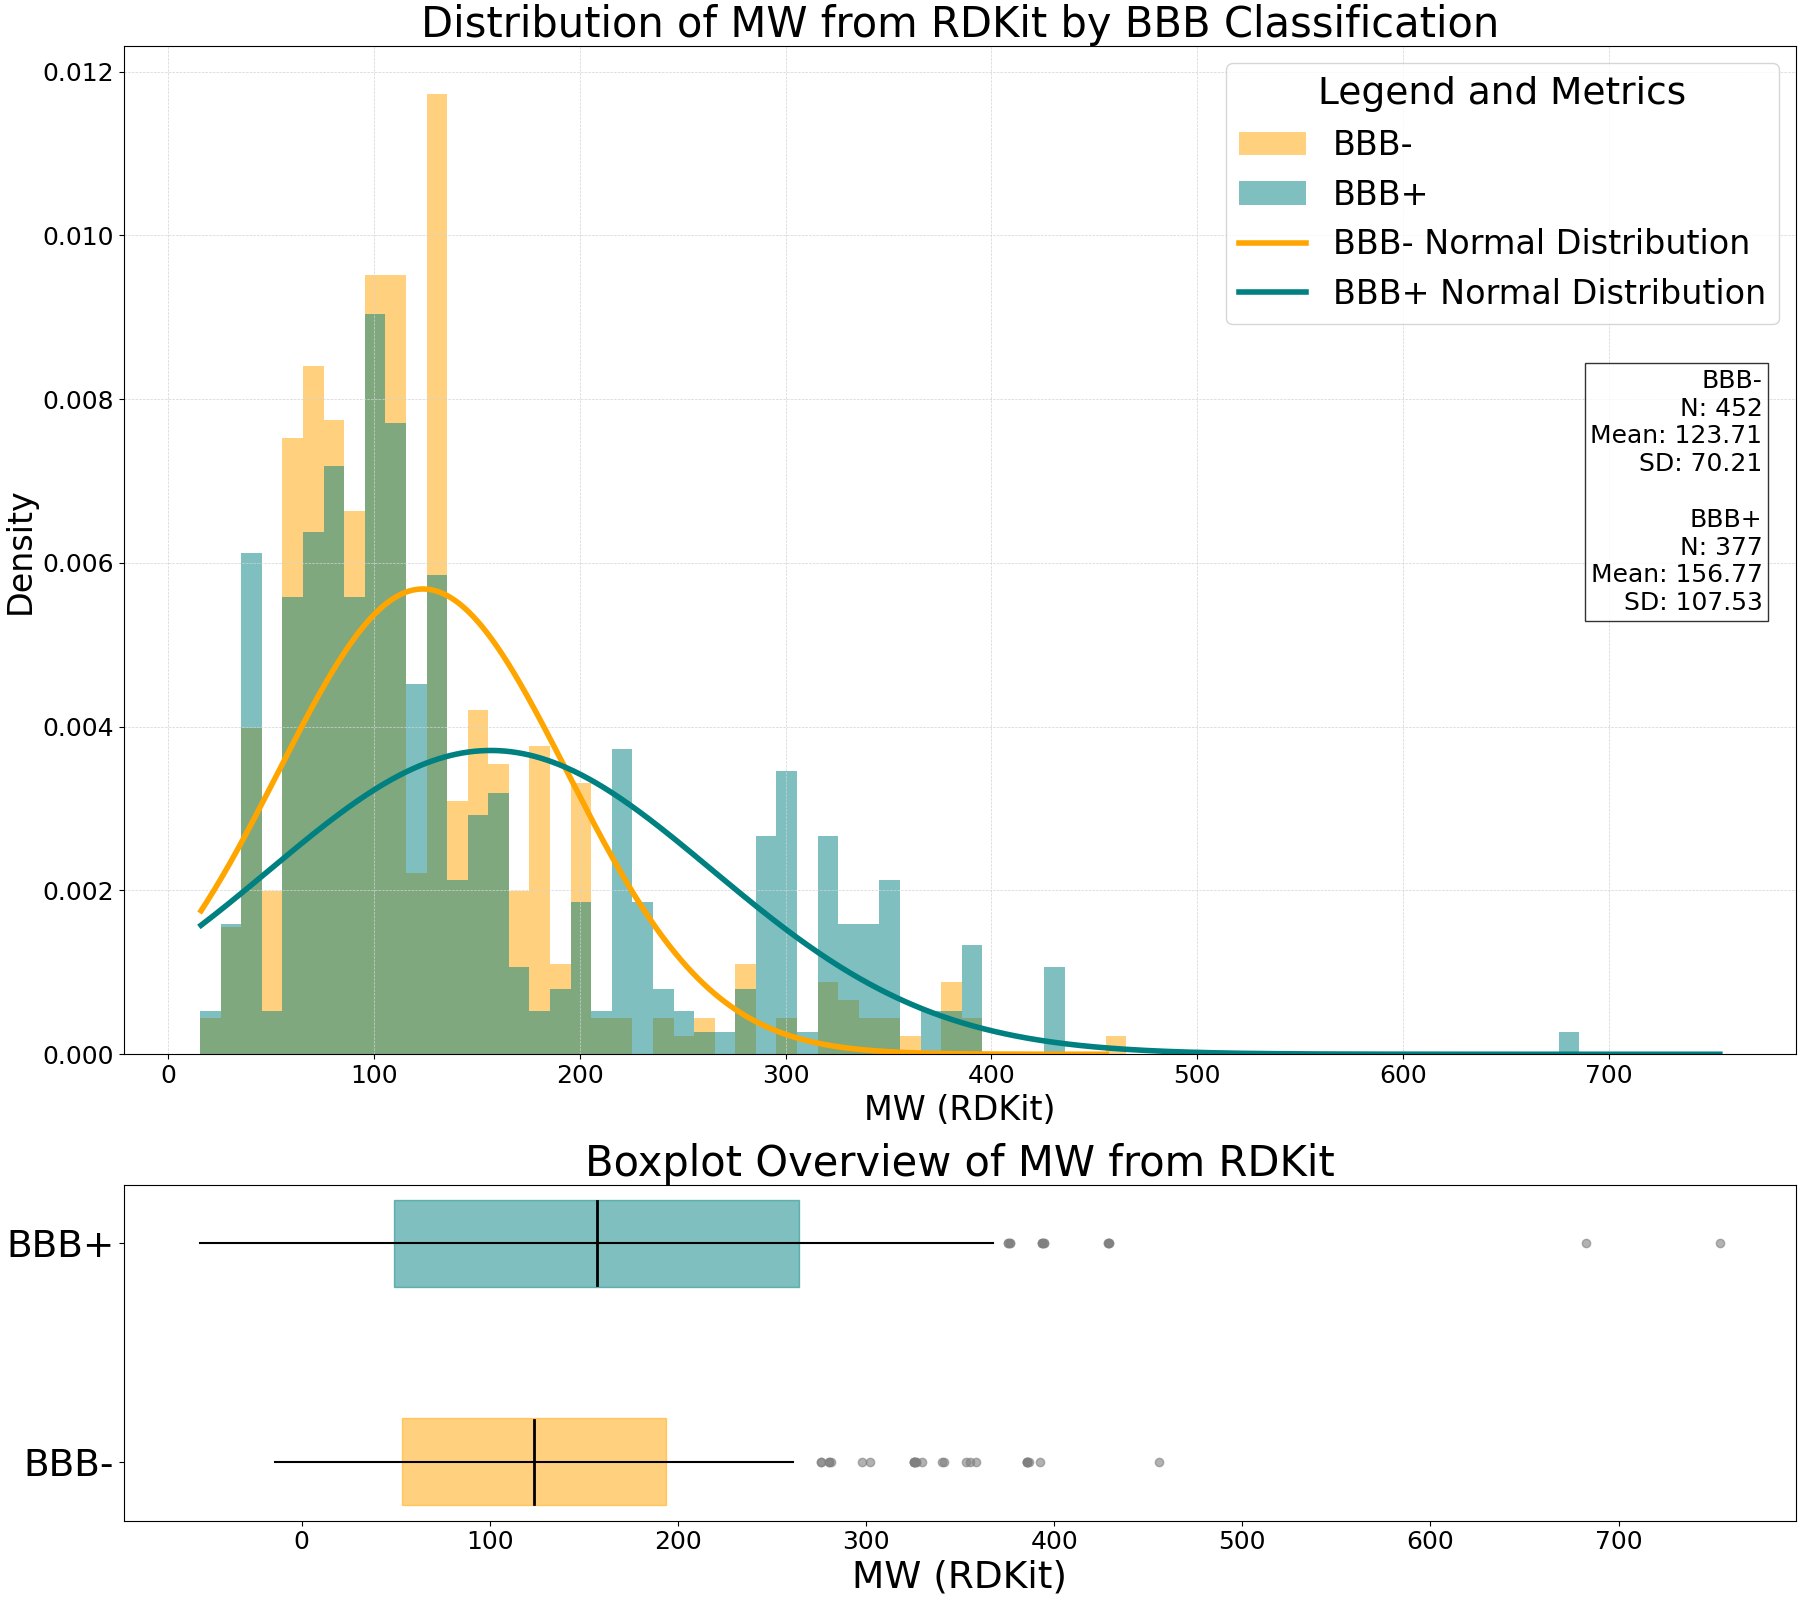 Distribution of MW from RDKit by BBB Classification
Legend and Metrics
BBB-
BBB+
BBB- Normal Distribution
BBB+ Normal Distribution
BBB-
N: 452
Mean: 123.71
SD: 70.21
BBB+
N: 377
Mean: 156.77
SD: 107.53
Density
0.012
0.010
0.008
0.006
0.004
0.002
0.000
0 100 200 300 400 500 600 700
MW (RDKit)
Boxplot Overview of MW from RDKit
BBB+
BBB-
0 100 200 300 400 500 600 700
MW (RDKit)